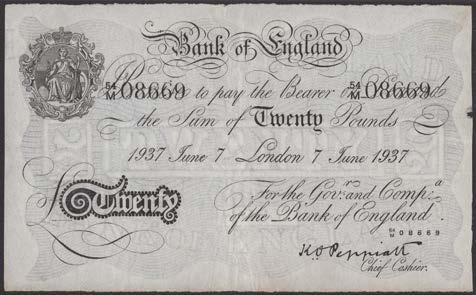 Bank of England
54/M 08669 54/M 08669
to pay the Bearer on Demand
the Sum of Twenty Pounds
1937 June 7 London 7 June 1937
For the Govr. and Compa.
Twenty
of the Bank of England.
54/M 08669
K O Peppiatt
Chief Cashier.